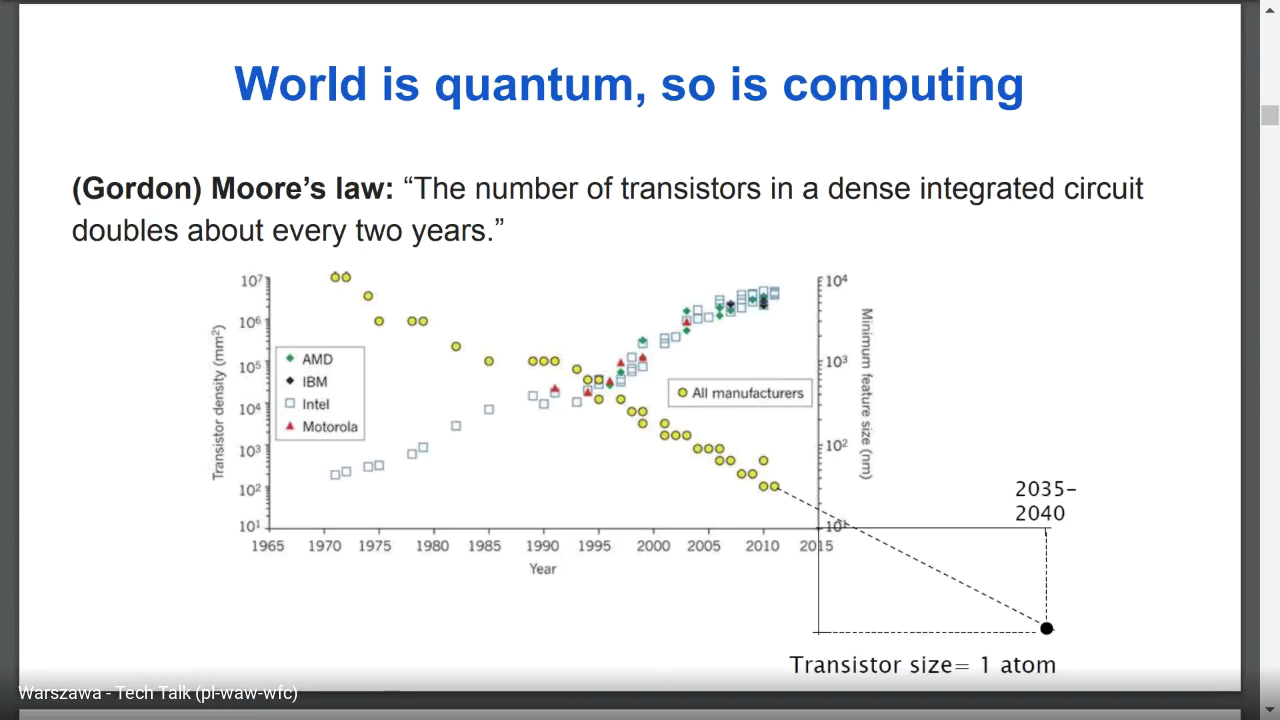 World is quantum, so is computing
(Gordon) Moore’s law: “The number of transistors in a dense integrated circuit
doubles about every two years.”
10⁷
10⁶
10⁵
10⁴
10³
10²
10¹
Transistor density (mm²)
AMD
IBM
Intel
Motorola
All manufacturers
10⁴
10³
10²
10¹
Minimum feature size (nm)
1965 1970 1975 1980 1985 1990 1995 2000 2005 2010 2015
Year
2035–
2040
Transistor size= 1 atom
Warszawa - Tech Talk (pl-waw-wfc)